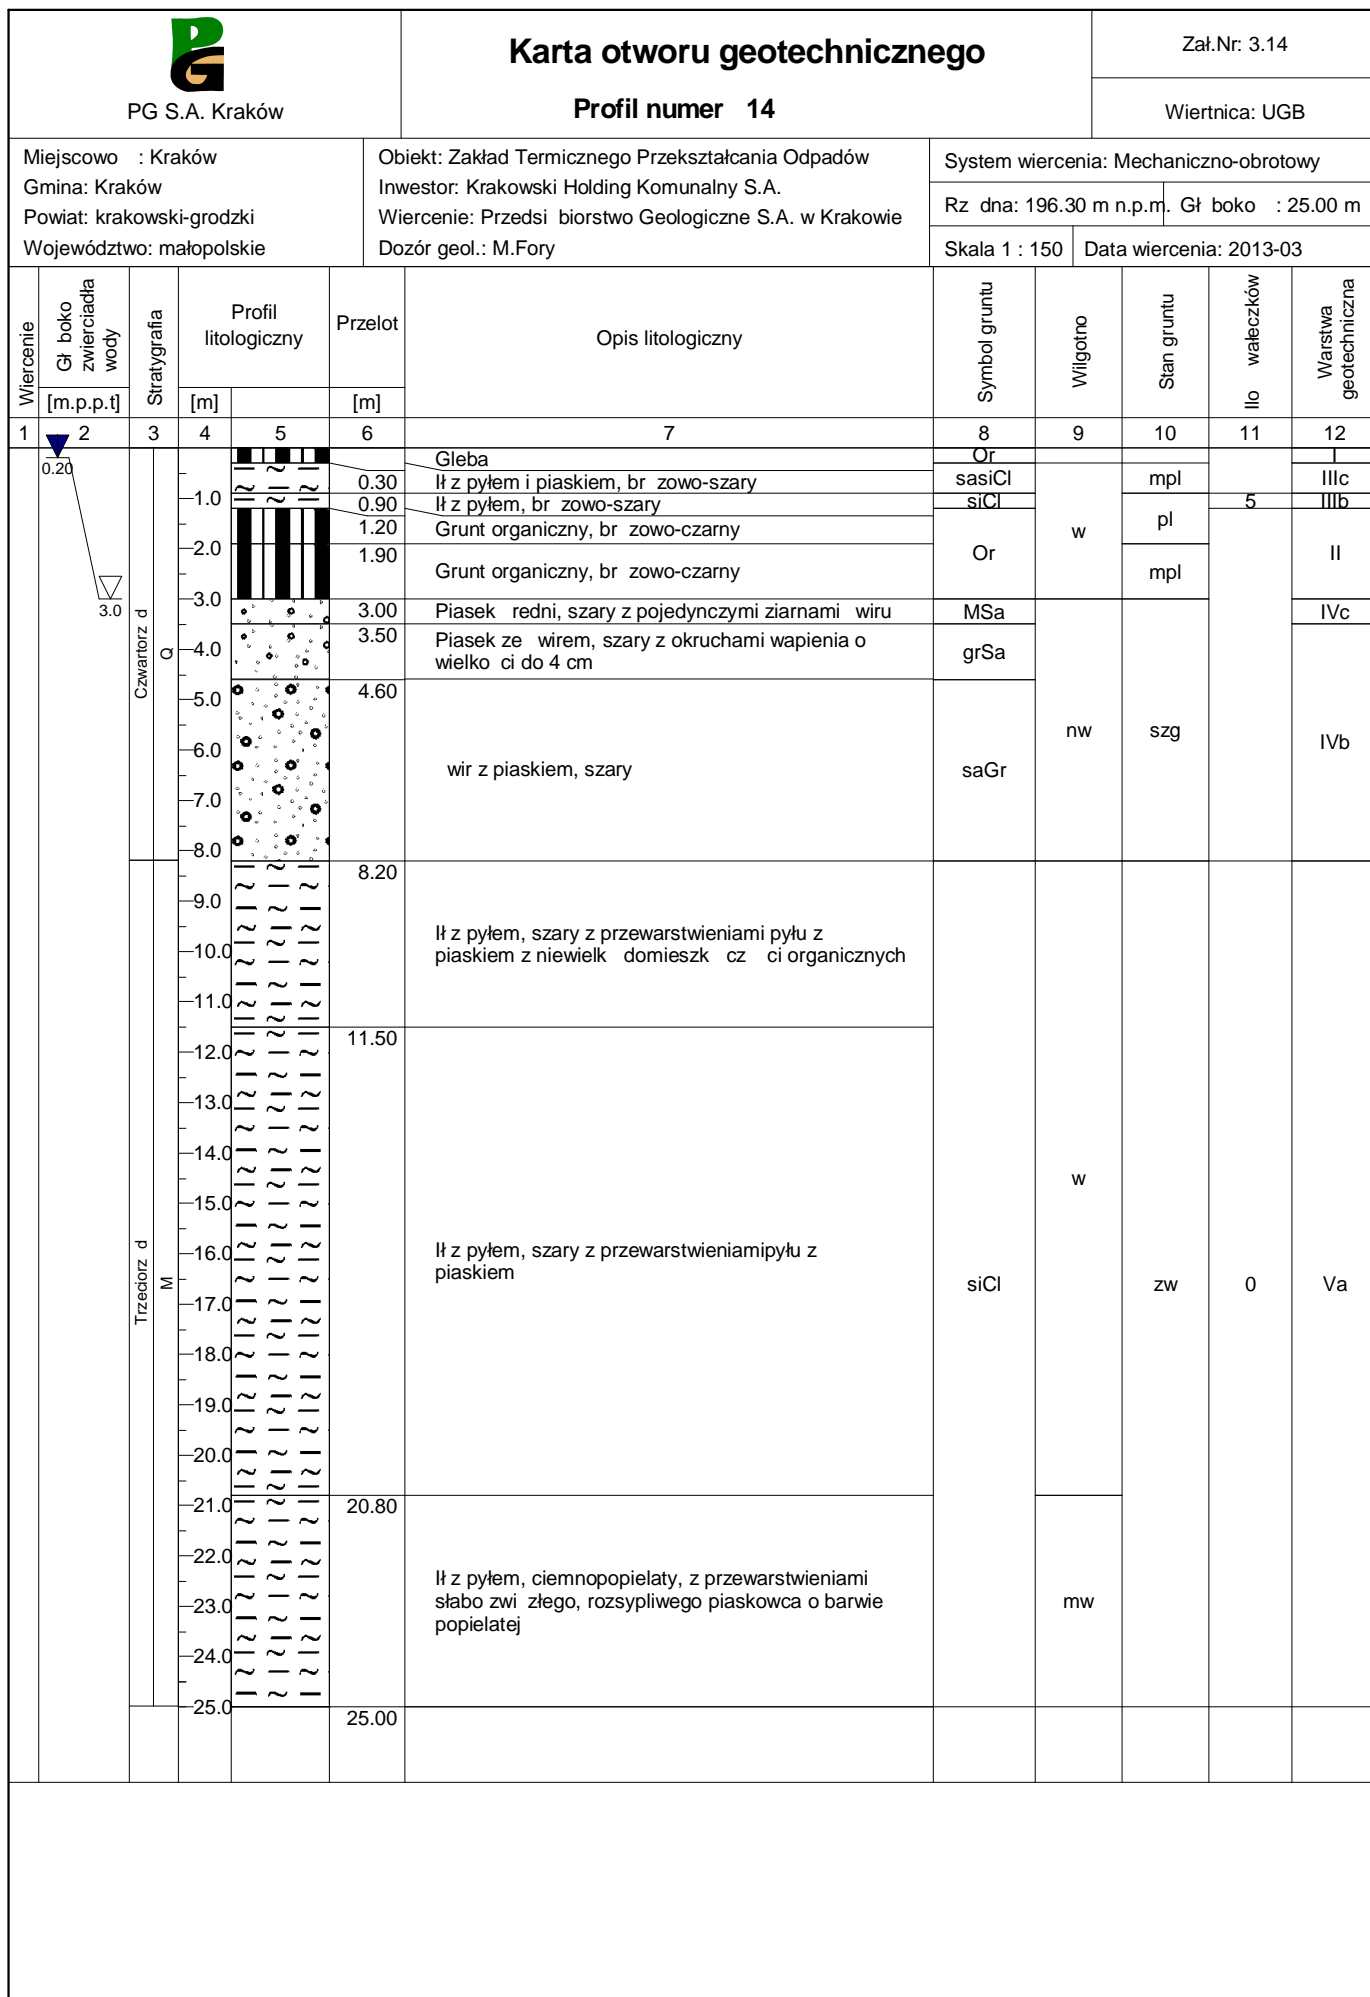 PG S.A. Kraków
Karta otworu geotechnicznego
Profil numer 14
Zał.Nr: 3.14
Wiertnica: UGB
Miejscowo : Kraków
Gmina: Kraków
Powiat: krakowski-grodzki
Województwo: małopolskie
Obiekt: Zakład Termicznego Przekształcania Odpadów
Inwestor: Krakowski Holding Komunalny S.A.
Wiercenie: Przedsi biorstwo Geologiczne S.A. w Krakowie
Dozór geol.: M.Fory
System wiercenia: Mechaniczno-obrotowy
Rz dna: 196.30 m n.p.m. Gł boko : 25.00 m
Skala 1 : 150 Data wiercenia: 2013-03
Wiercenie
Gł boko
zwierciadła
wody
[m.p.p.t]
Stratygrafia
Profil
litologiczny
[m]
Przelot
[m]
Opis litologiczny
Symbol gruntu
Wilgotno
Stan gruntu
Ilo wałeczków
Warstwa
geotechniczna
1 2 3 4 5 6 7 8 9 10 11 12
0.20
3.0
Czwartorz d
Q
Trzeciorz d
M
-1.0
-2.0
-3.0
-4.0
-5.0
-6.0
-7.0
-8.0
-9.0
-10.0
-11.0
-12.0
-13.0
-14.0
-15.0
-16.0
-17.0
-18.0
-19.0
-20.0
-21.0
-22.0
-23.0
-24.0
-25.0
Gleba Or I
0.30 Ił z pyłem i piaskiem, br zowo-szary sasiCl mpl IIIc
0.90 Ił z pyłem, br zowo-szary siCl 5 IIIb
1.20 Grunt organiczny, br zowo-czarny pl
w
1.90 Or II
Grunt organiczny, br zowo-czarny mpl
3.00 Piasek redni, szary z pojedynczymi ziarnami wiru MSa IVc
3.50 Piasek ze wirem, szary z okruchami wapienia o
wielko ci do 4 cm grSa
4.60
nw szg IVb
wir z piaskiem, szary saGr
8.20
Ił z pyłem, szary z przewarstwieniami pyłu z
piaskiem z niewielk domieszk cz ci organicznych
11.50
w
Ił z pyłem, szary z przewarstwieniamipyłu z
piaskiem
siCl zw 0 Va
20.80
Ił z pyłem, ciemnopopielaty, z przewarstwieniami
słabo zwi złego, rozsypliwego piaskowca o barwie mw
popielatej
25.00